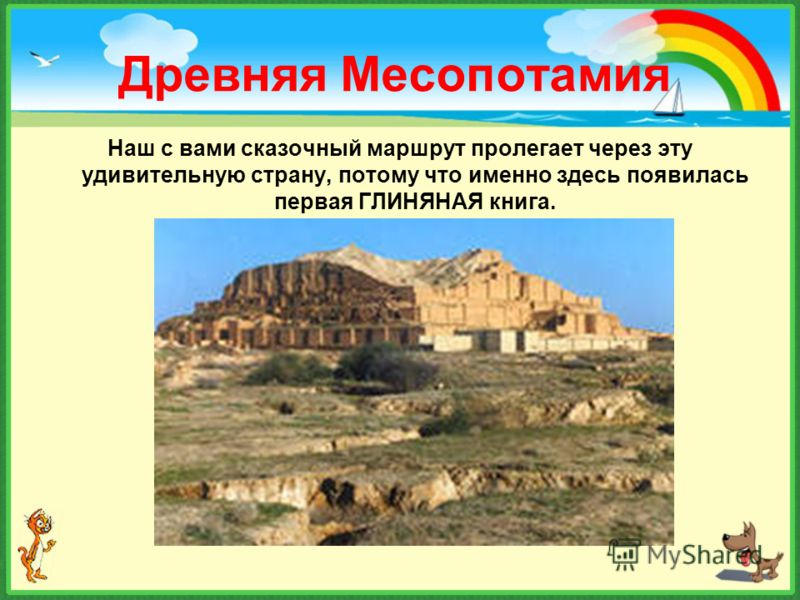 Древняя Месопотамия
Наш с вами сказочный маршрут пролегает через эту
удивительную страну, потому что именно здесь появилась
первая ГЛИНЯНАЯ книга.
MyShared